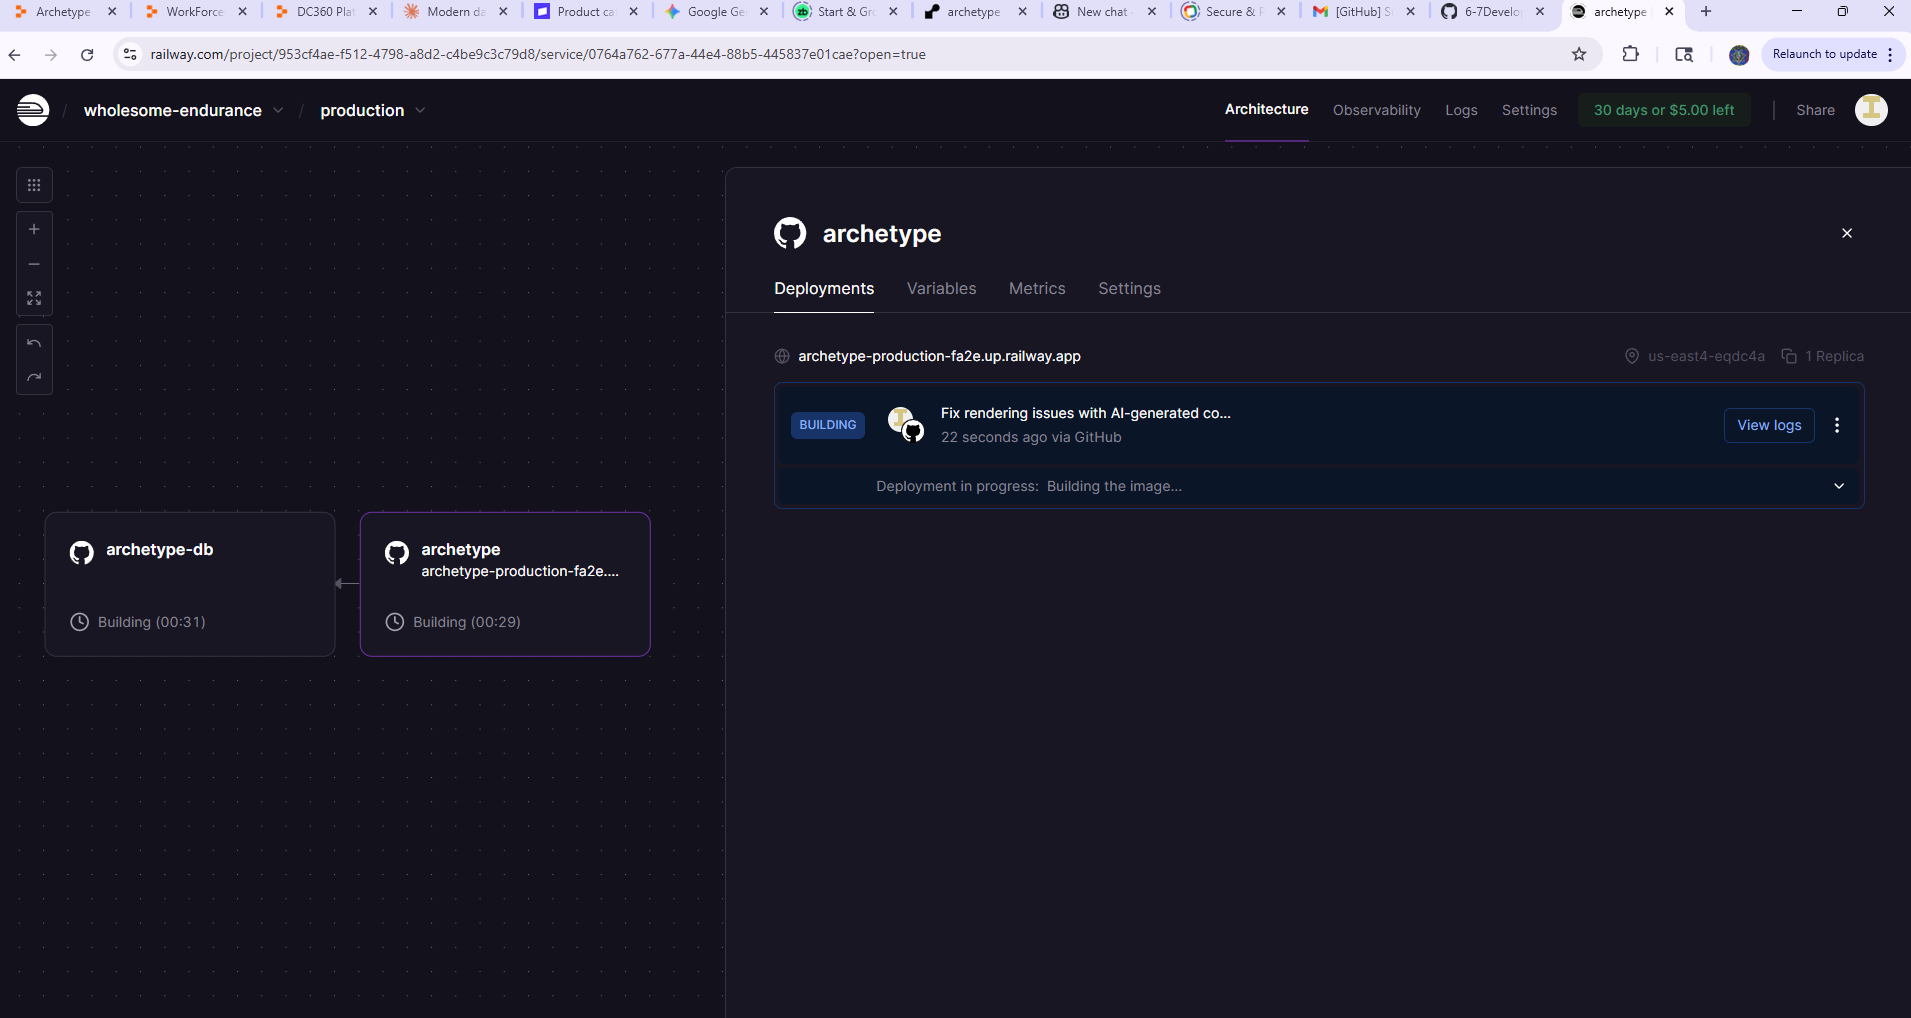 Archetype
WorkForce
DC360 Plat
Modern da
Product ca
Google Ge
Start & Gro
archetype
New chat
Secure & F
[GitHub] S
6-7Develop
archetype
railway.com/project/953cf4ae-f512-4798-a8d2-c4be9c3c79d8/service/0764a762-677a-44e4-88b5-445837e01cae?open=true
Relaunch to update
/ wholesome-endurance / production
Architecture
Observability
Logs
Settings
30 days or $5.00 left
Share
archetype
Deployments
Variables
Metrics
Settings
archetype-production-fa2e.up.railway.app
us-east4-eqdc4a
1 Replica
BUILDING
Fix rendering issues with AI-generated co...
22 seconds ago via GitHub
View logs
Deployment in progress: Building the image...
archetype-db
Building (00:31)
archetype
archetype-production-fa2e....
Building (00:29)